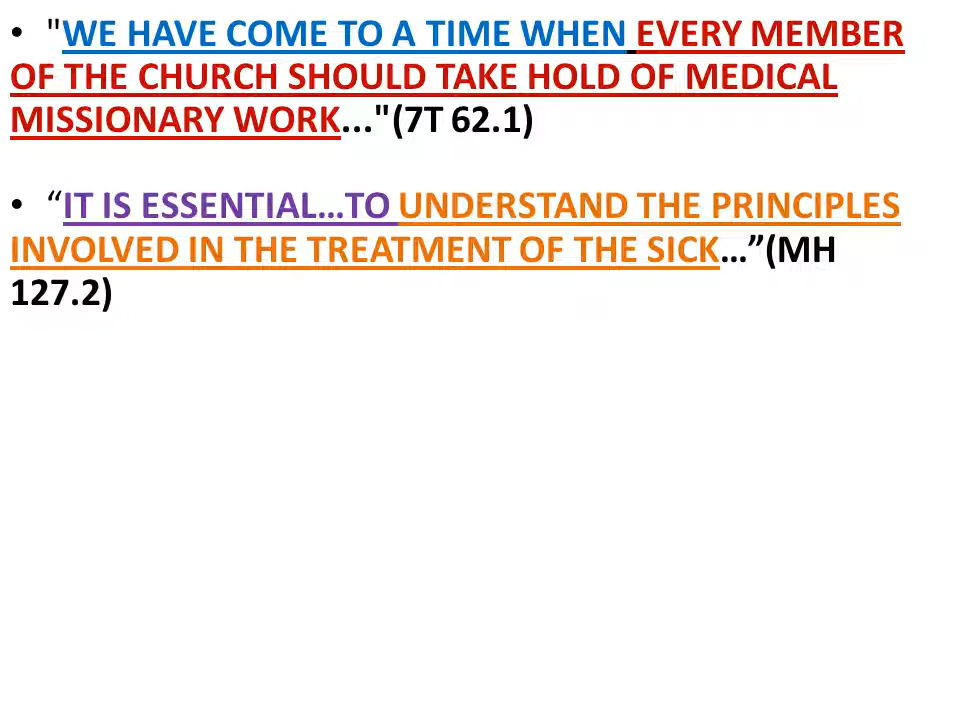 • "WE HAVE COME TO A TIME WHEN EVERY MEMBER
OF THE CHURCH SHOULD TAKE HOLD OF MEDICAL
MISSIONARY WORK..."(7T 62.1)
• “IT IS ESSENTIAL…TO UNDERSTAND THE PRINCIPLES
INVOLVED IN THE TREATMENT OF THE SICK…”(MH
127.2)